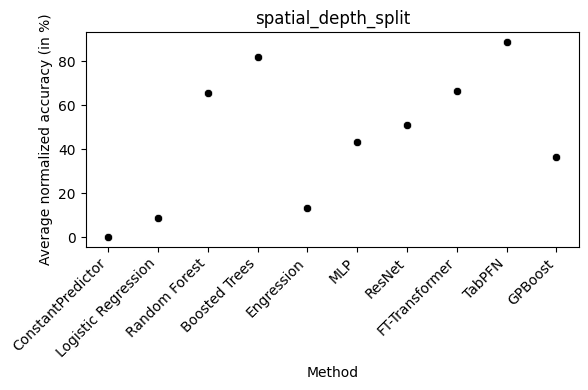 spatial_depth_split
Average normalized accuracy (in %)
80
60
40
20
0
ConstantPredictor
Logistic Regression
Random Forest
Boosted Trees
Engression
MLP
ResNet
FT-Transformer
TabPFN
GPBoost
Method